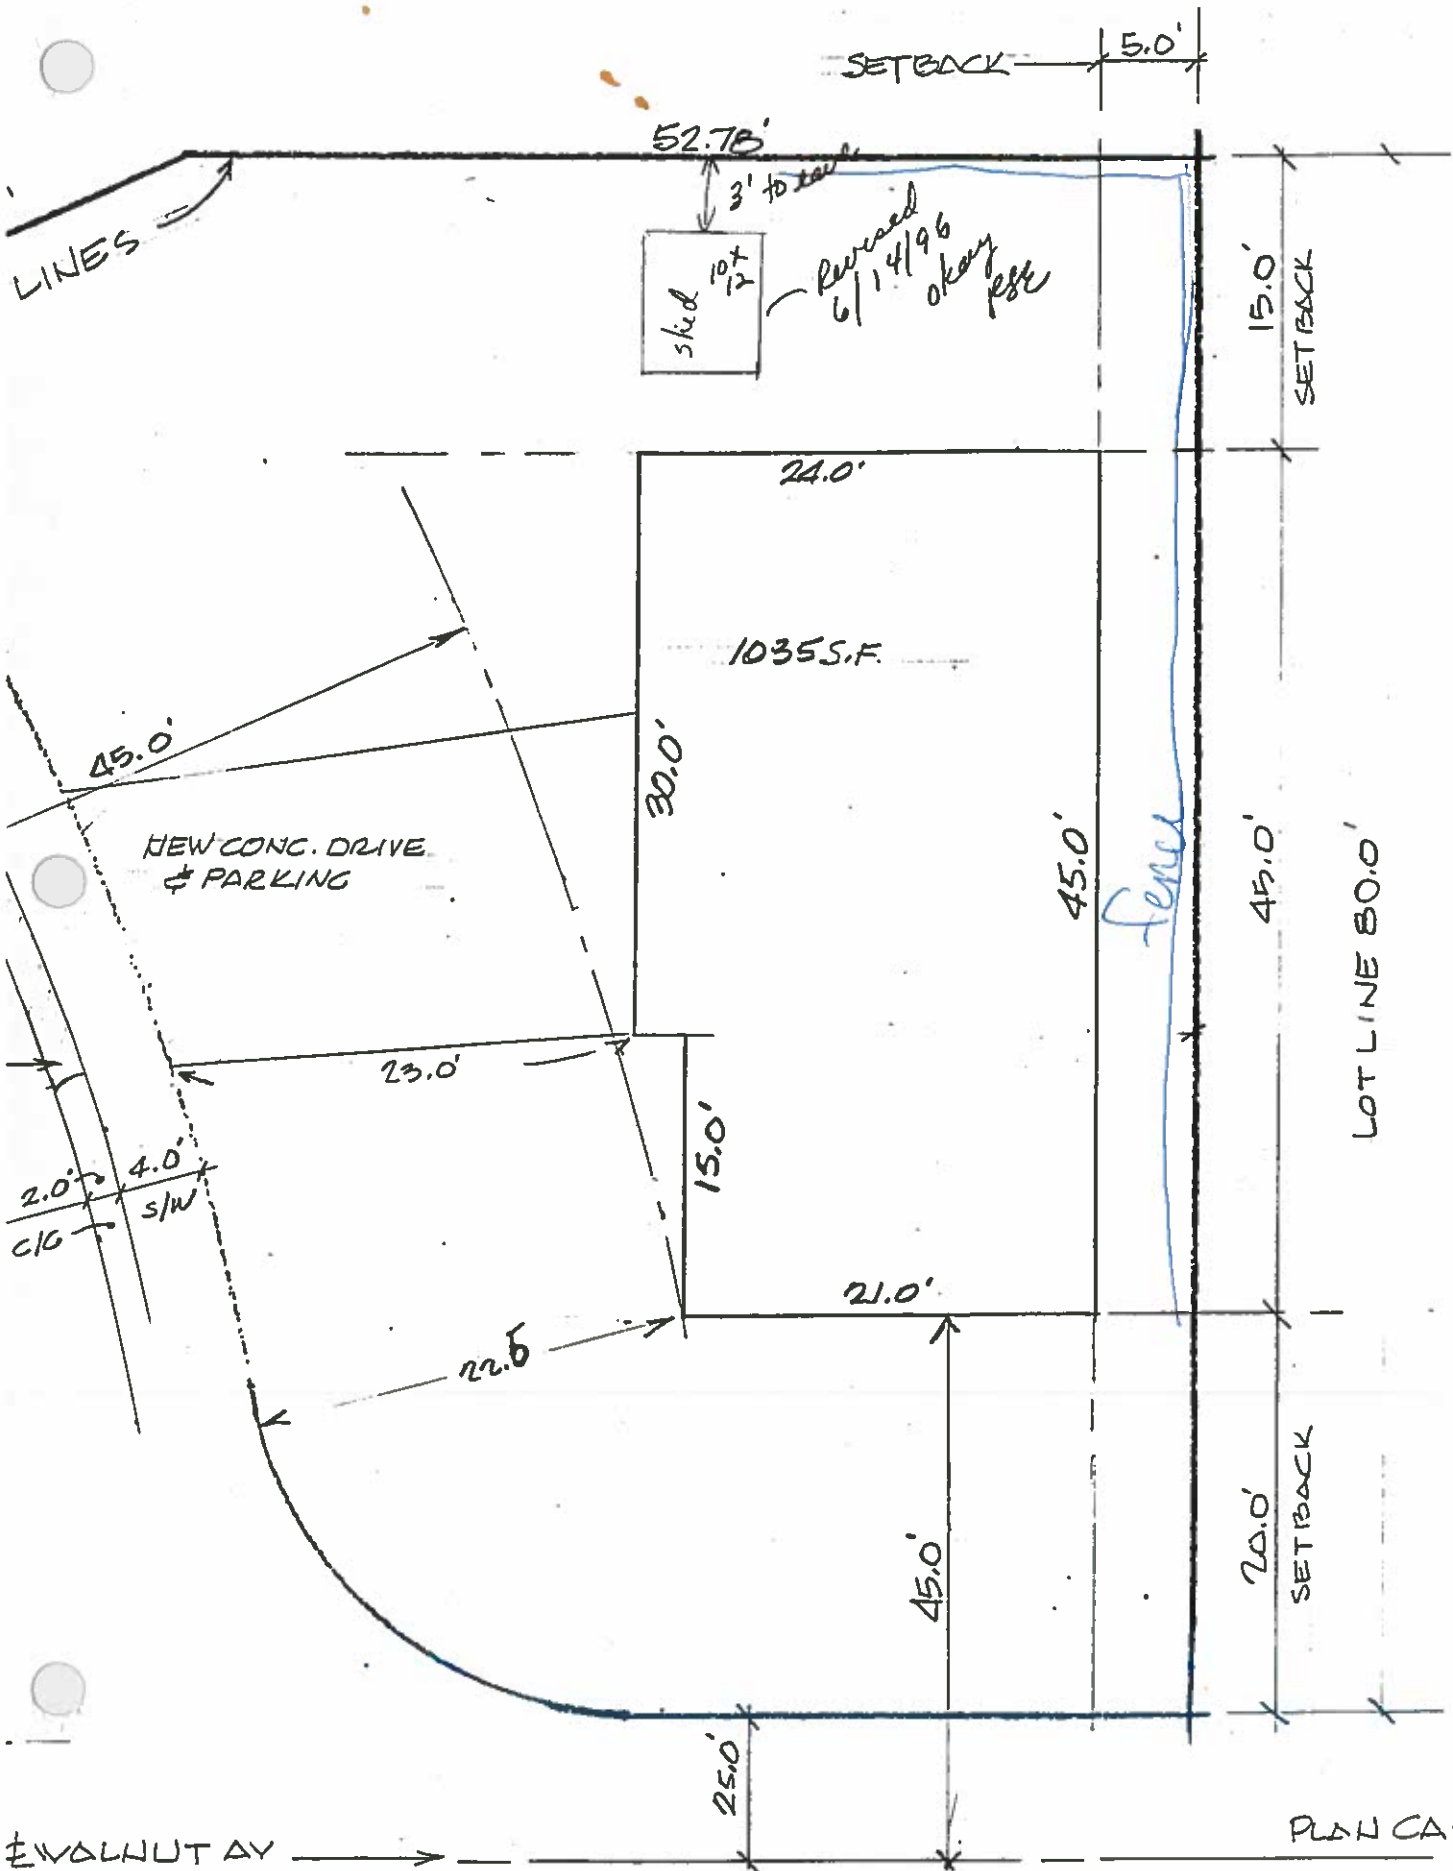 SETBACK
5.0'
52.78'
3' to eave
LINES
shed
10x
12
Revised
6/14/96
okay
15.0'
SETBACK
24.0'
1035 S.F.
45.0'
30.0'
NEW CONC. DRIVE
& PARKING
45.0'
fence
45.0'
LOT LINE 80.0'
23.0'
15.0'
2.0'
4.0'
S/W
C/G
21.0'
22.5
45.0'
20.0'
SETBACK
25.0'
℄ WALNUT AV
PLAN CA